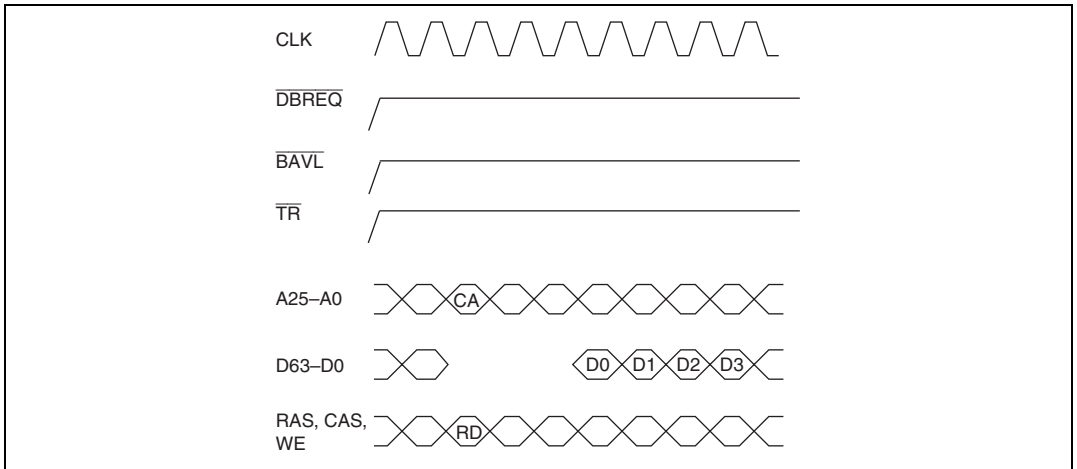 CLK
DBREQ
BAVL
TR
A25–A0 CA
D63–D0 D0 D1 D2 D3
RAS, CAS, WE RD